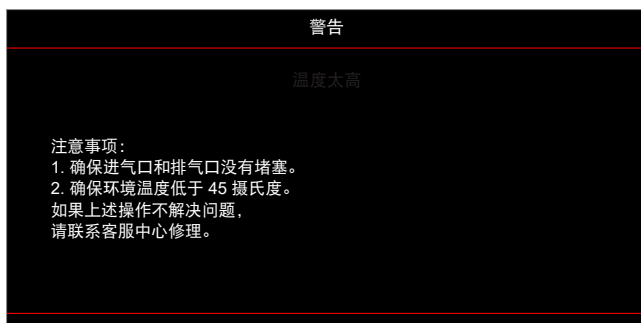 警告
温度太高
注意事项：
1. 确保进气口和排气口没有堵塞。
2. 确保环境温度低于 45 摄氏度。
如果上述操作不解决问题，
请联系客服中心修理。